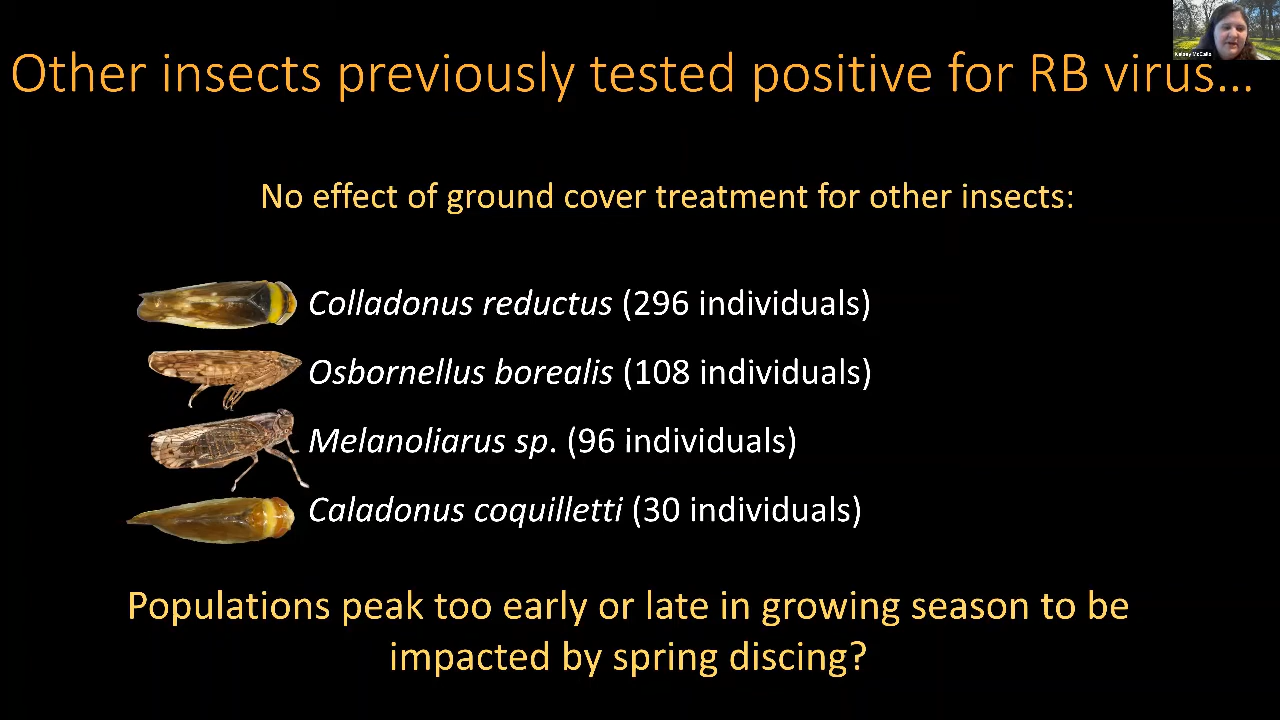 Kelsey McCalla
Other insects previously tested positive for RB virus...
No effect of ground cover treatment for other insects:
Colladonus reductus (296 individuals)
Osbornellus borealis (108 individuals)
Melanoliarus sp. (96 individuals)
Caladonus coquilletti (30 individuals)
Populations peak too early or late in growing season to be
impacted by spring discing?